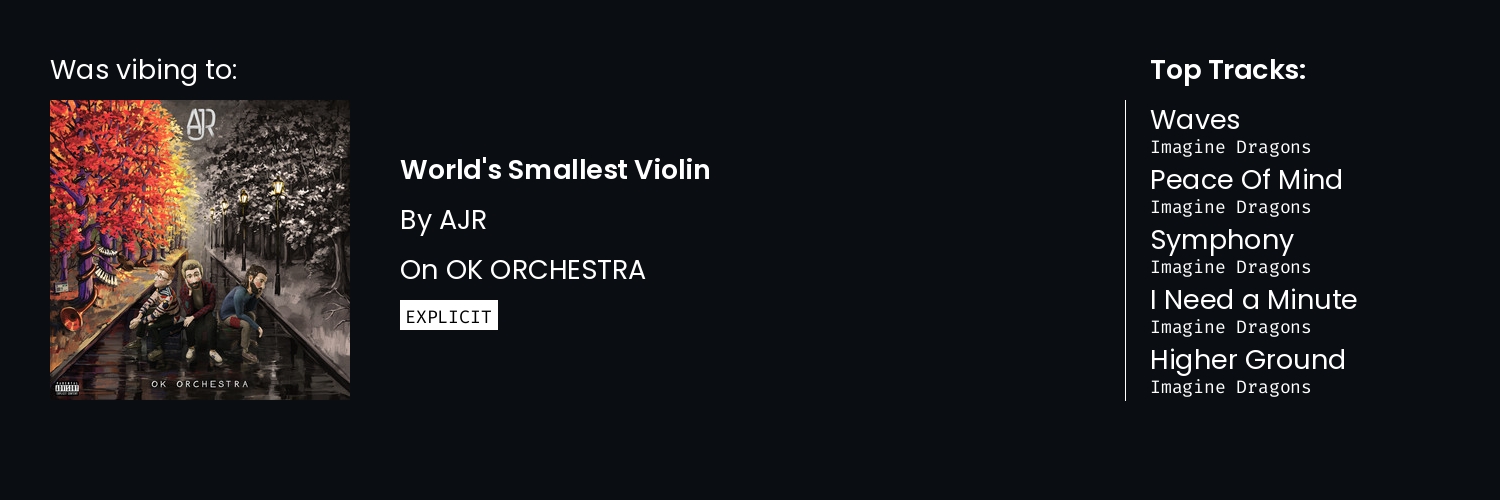 Was vibing to:
AJR
OK ORCHESTRA
World's Smallest Violin
By AJR
On OK ORCHESTRA
EXPLICIT
Top Tracks:
Waves
Imagine Dragons
Peace Of Mind
Imagine Dragons
Symphony
Imagine Dragons
I Need a Minute
Imagine Dragons
Higher Ground
Imagine Dragons